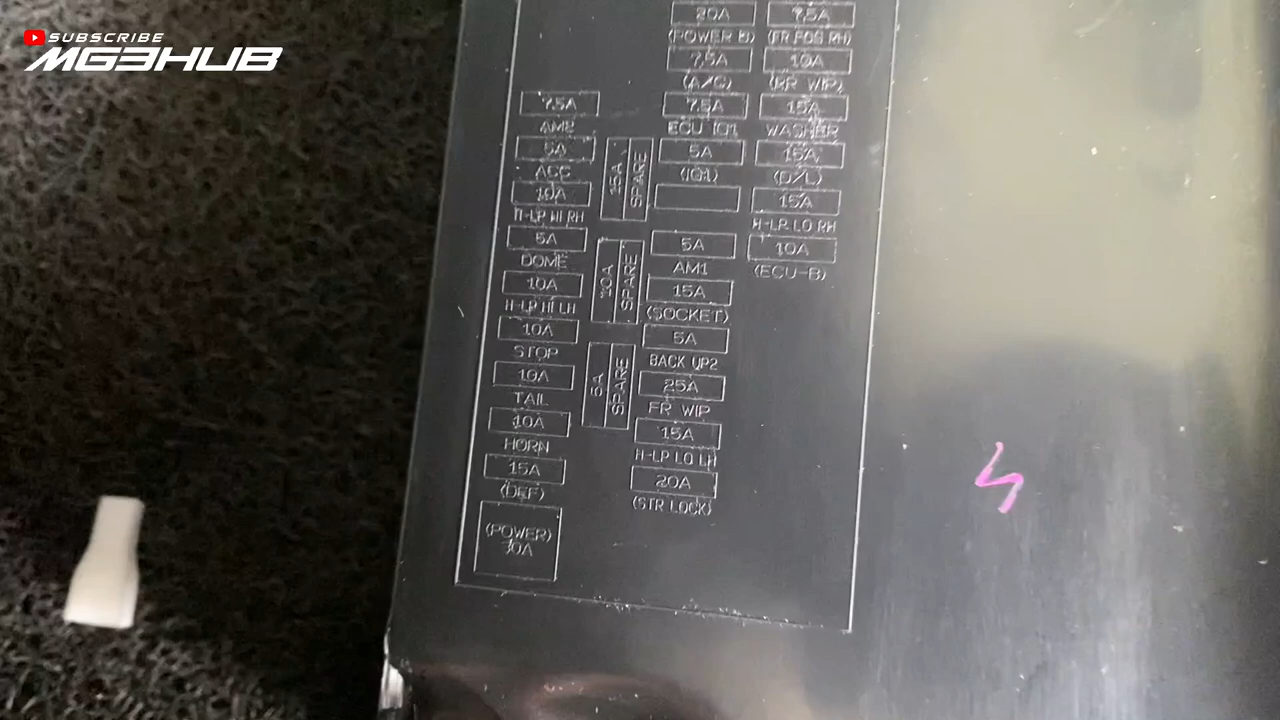 SUBSCRIBE
MG3HUB
7.5A
AM2
5A
ACC
10A
H-LP HI RH
5A
DOME
10A
H-LP HI LH
10A
STOP
10A
TAIL
10A
HORN
15A
(DEF)
(POWER)
30A
15A
SPARE
10A
SPARE
5A
SPARE
20A
(POWER B)
7.5A
(A/C)
7.5A
ECU IG1
5A
(IG1)
5A
AM1
15A
(SOCKET)
5A
BACK UP2
25A
FR WIP
15A
H-LP LO LH
20A
(STR LOCK)
7.5A
(FR FOG RH)
10A
(RR WIP)
15A
WASHER
15A
(D/L)
15A
H-LP LO RH
10A
(ECU-B)